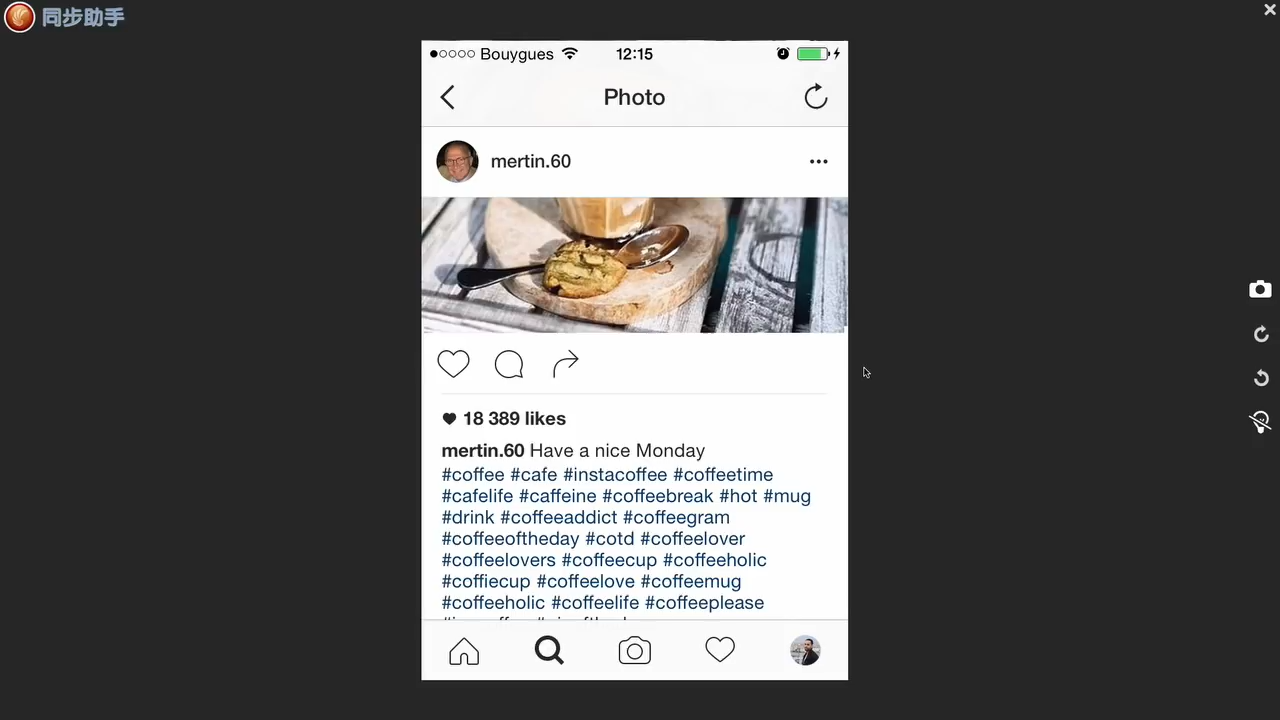 同步助手
Bouygues 12:15
Photo
mertin.60
18 389 likes
mertin.60 Have a nice Monday
#coffee #cafe #instacoffee #coffeetime
#cafelife #caffeine #coffeebreak #hot #mug
#drink #coffeeaddict #coffeegram
#coffeeoftheday #cotd #coffeelover
#coffeelovers #coffeecup #coffeeholic
#coffiecup #coffeelove #coffeemug
#coffeeholic #coffeelife #coffeeplease